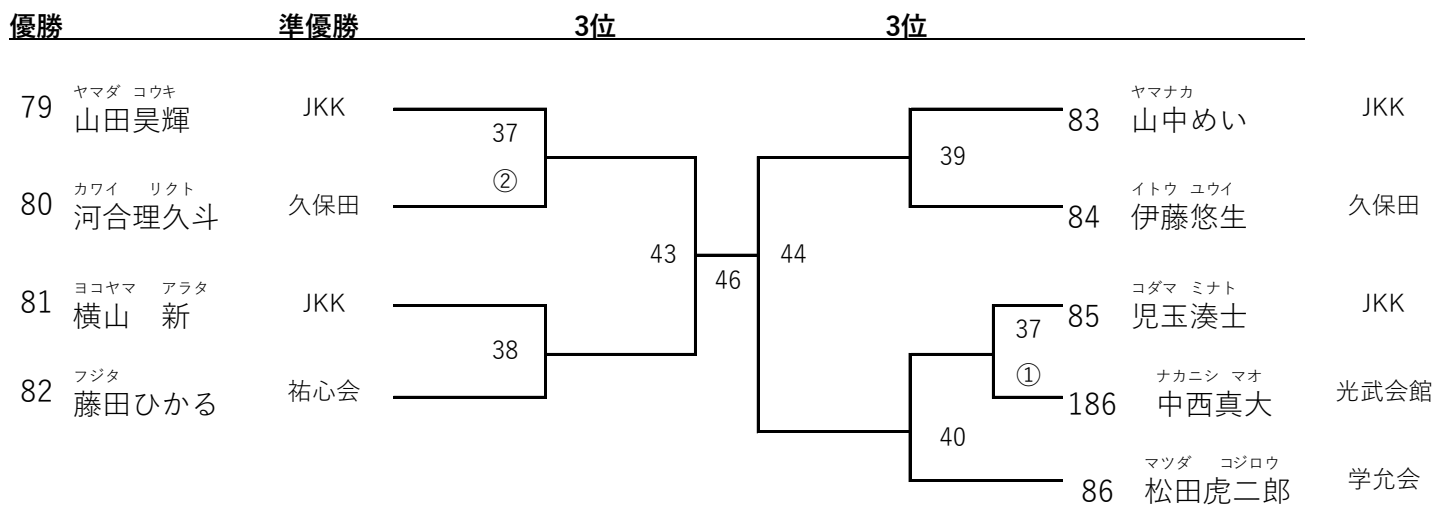 優勝 準優勝 3位 3位
ヤマダ コウキ
79 山田昊輝 JKK
37
②
カワイ リクト
80 河合理久斗 久保田
43
ヨコヤマ アラタ
81 横山 新 JKK
38
フジタ
82 藤田ひかる 祐心会
46
ヤマナカ
83 山中めい JKK
39
イトウ ユウイ
84 伊藤悠生 久保田
44
コダマ ミナト
85 児玉湊士 JKK
37
①
ナカニシ マオ
186 中西真大 光武会館
40
マツダ コジロウ
86 松田虎二郎 学允会